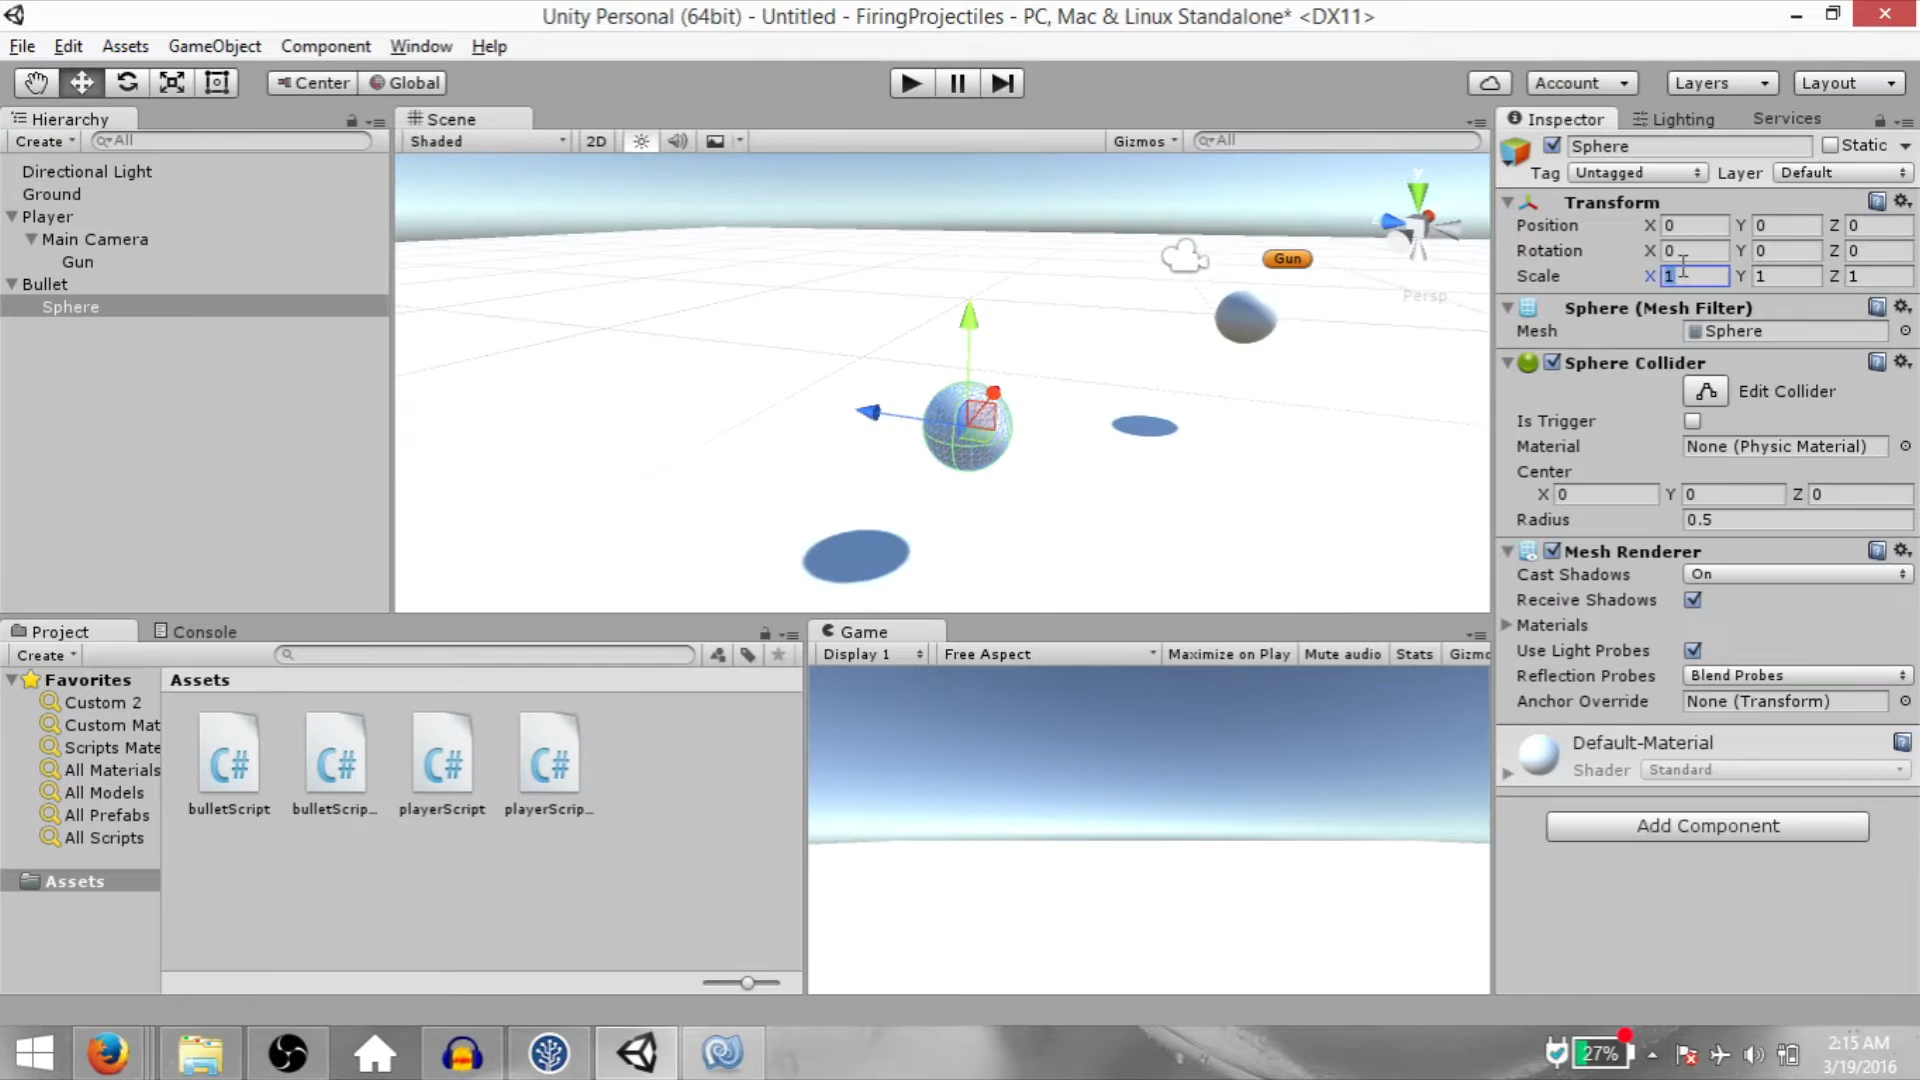 Unity Personal (64bit) - Untitled - FiringProjectiles - PC, Mac & Linux Standalone* <DX11>
File Edit Assets GameObject Component Window Help
Center Global Account Layers Layout
Hierarchy
Create All
Directional Light
Ground
Player
Main Camera
Gun
Bullet
Sphere
Scene
Shaded 2D Gizmos All
y
Gun
Persp
Inspector Lighting Services
Sphere Static
Tag Untagged Layer Default
Transform
Position X 0 Y 0 Z 0
Rotation X 0 Y 0 Z 0
Scale X 1 Y 1 Z 1
Sphere (Mesh Filter)
Mesh Sphere
Sphere Collider
Edit Collider
Is Trigger
Material None (Physic Material)
Center
X 0 Y 0 Z 0
Radius 0.5
Mesh Renderer
Cast Shadows On
Receive Shadows
Materials
Use Light Probes
Reflection Probes Blend Probes
Anchor Override None (Transform)
Default-Material
Shader Standard
Add Component
Project Console
Create
Favorites
Custom 2
Custom Mat
Scripts Mate
All Materials
All Models
All Prefabs
All Scripts
Assets
Assets
C# C# C# C#
bulletScript bulletScrip... playerScript playerScrip...
Game
Display 1 Free Aspect Maximize on Play Mute audio Stats Gizmo
27%
2:15 AM
3/19/2016